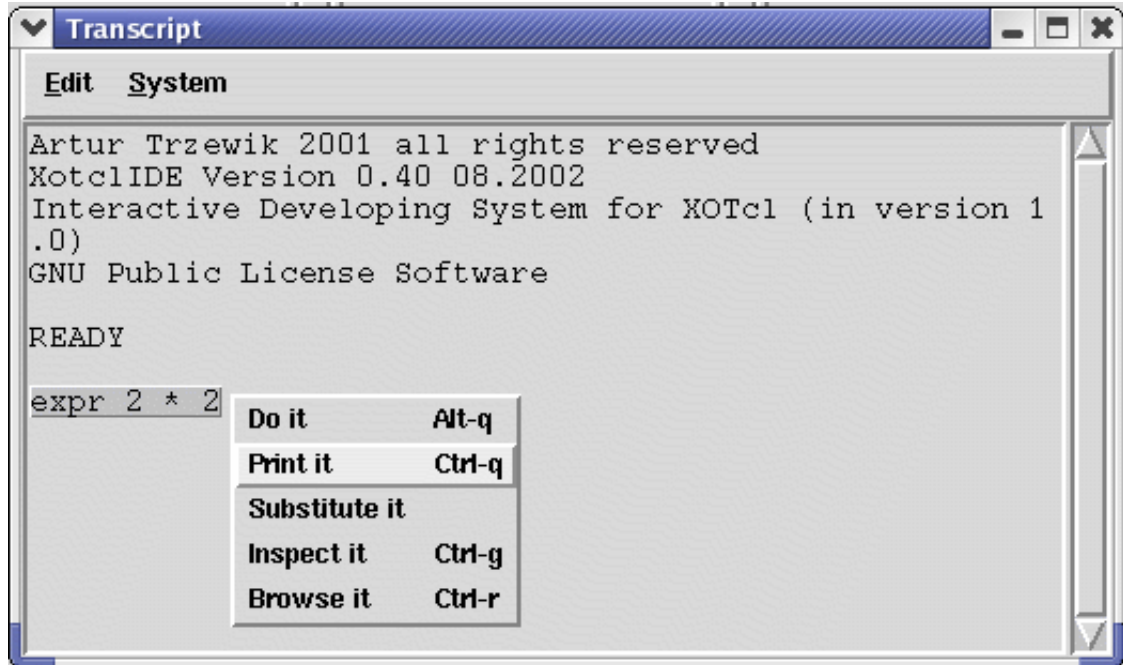 Transcript
Edit System
Artur Trzewik 2001 all rights reserved
XotclIDE Version 0.40 08.2002
Interactive Developing System for XOTcl (in version 1
.0)
GNU Public License Software
READY
expr 2 * 2
Do it Alt-q
Print it Ctrl-q
Substitute it
Inspect it Ctrl-g
Browse it Ctrl-r